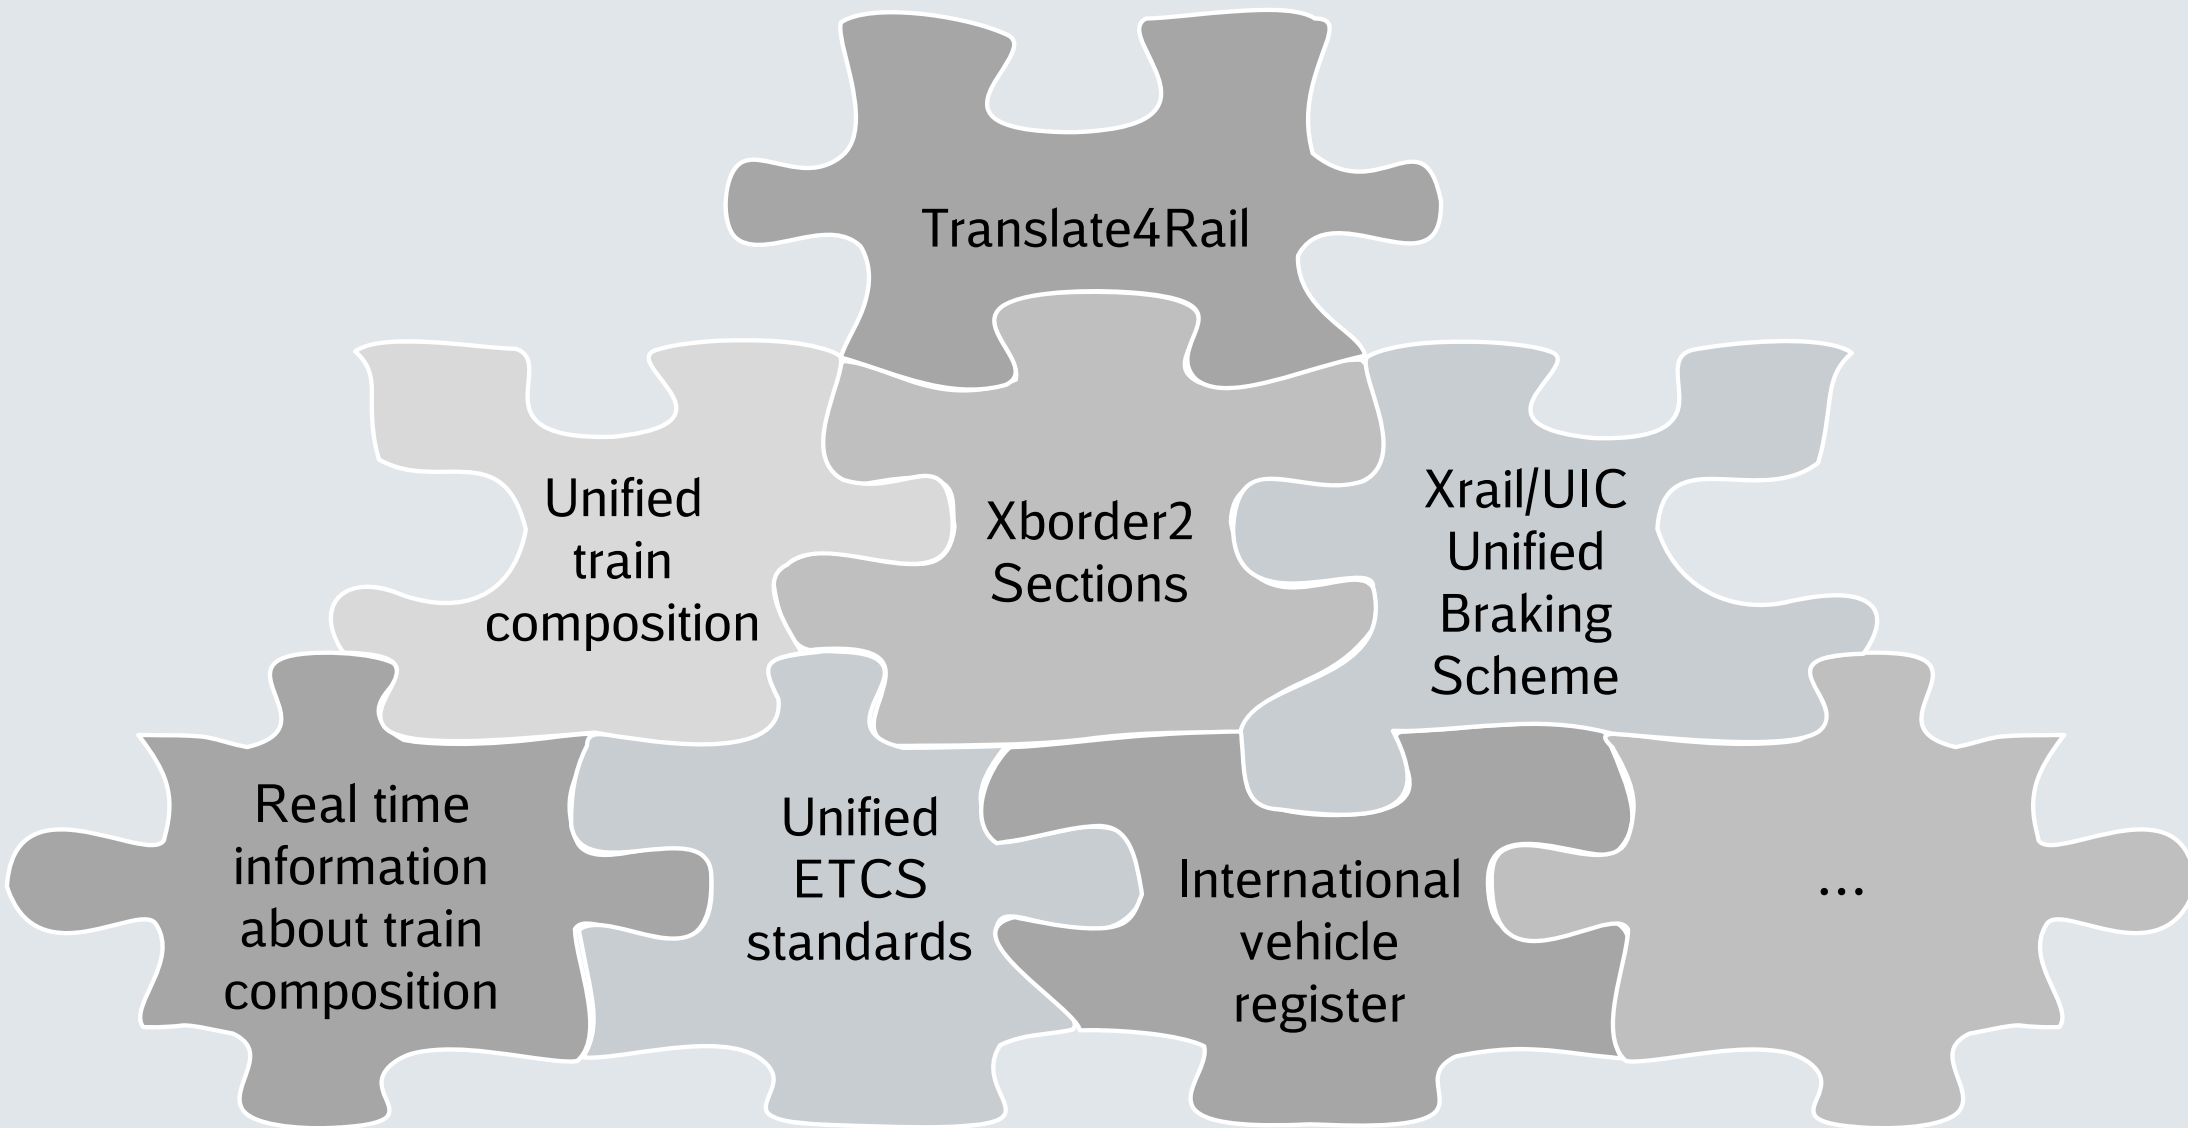 Translate4Rail
Unified
train
composition
Xborder2
Sections
Xrail/UIC
Unified
Braking
Scheme
Real time
information
about train
composition
Unified
ETCS
standards
International
vehicle
register
...